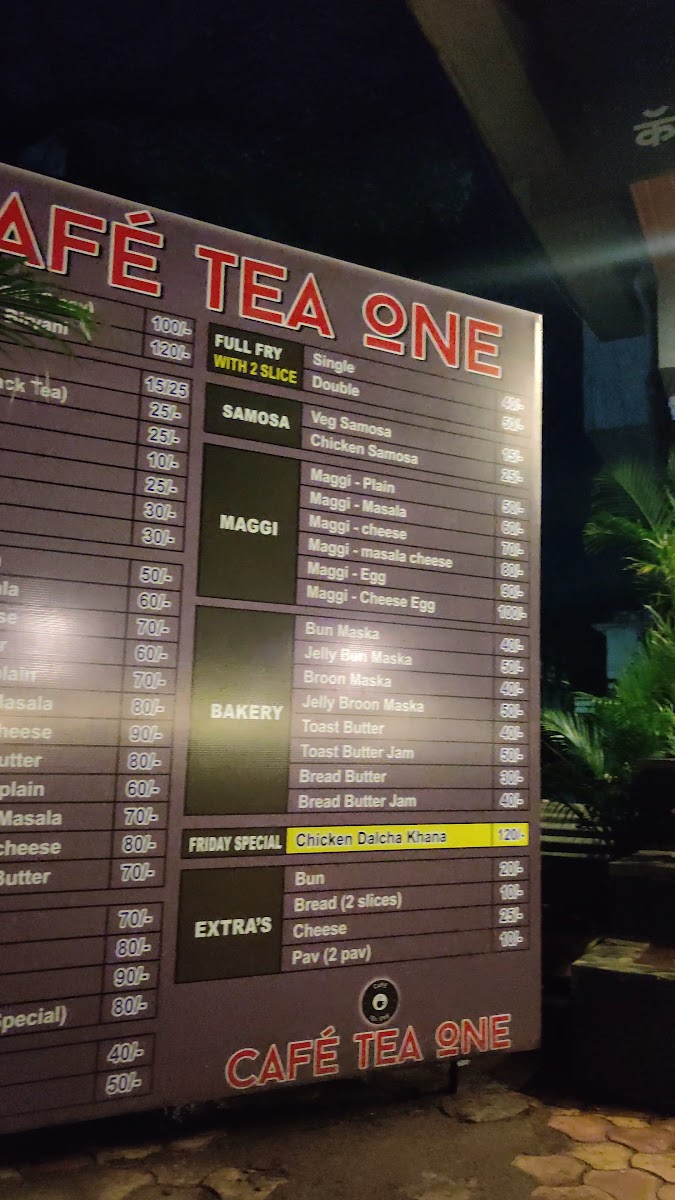 कॅ
AFÉ TEA ONE
Biryani 100/-
120/-
ack Tea) 15/25
25/-
25/-
10/-
25/-
30/-
30/-
50/-
ala 60/-
se 70/-
r 60/-
plain 70/-
Masala 80/-
cheese 90/-
utter 80/-
plain 60/-
Masala 70/-
cheese 80/-
Butter 70/-
70/-
80/-
90/-
Special) 80/-
40/-
50/-
FULL FRY
WITH 2 SLICE
Single 40/-
Double 50/-
SAMOSA
Veg Samosa 15/-
Chicken Samosa 25/-
MAGGI
Maggi - Plain 50/-
Maggi - Masala 60/-
Maggi - cheese 70/-
Maggi - masala cheese 80/-
Maggi - Egg 90/-
Maggi - Cheese Egg 100/-
BAKERY
Bun Maska 40/-
Jelly Bun Maska 50/-
Broon Maska 40/-
Jelly Broon Maska 50/-
Toast Butter 40/-
Toast Butter Jam 50/-
Bread Butter 30/-
Bread Butter Jam 40/-
FRIDAY SPECIAL Chicken Dalcha Khana 120/-
EXTRA'S
Bun 20/-
Bread (2 slices) 10/-
Cheese 25/-
Pav (2 pav) 10/-
CAFÉ TEA ONE